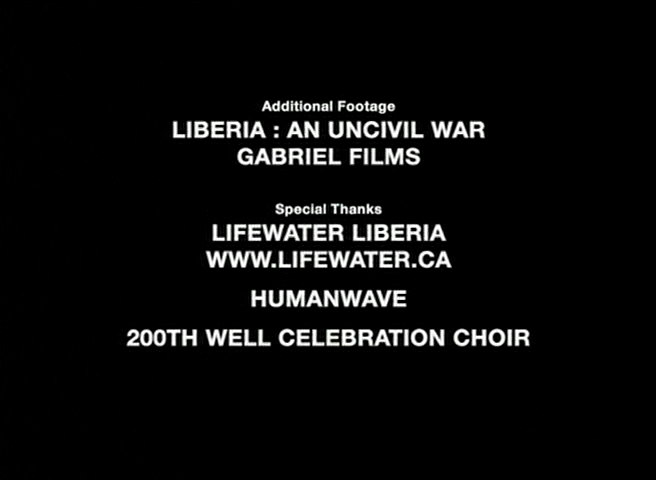 Additional Footage
LIBERIA : AN UNCIVIL WAR
GABRIEL FILMS
Special Thanks
LIFEWATER LIBERIA
WWW.LIFEWATER.CA
HUMANWAVE
200TH WELL CELEBRATION CHOIR